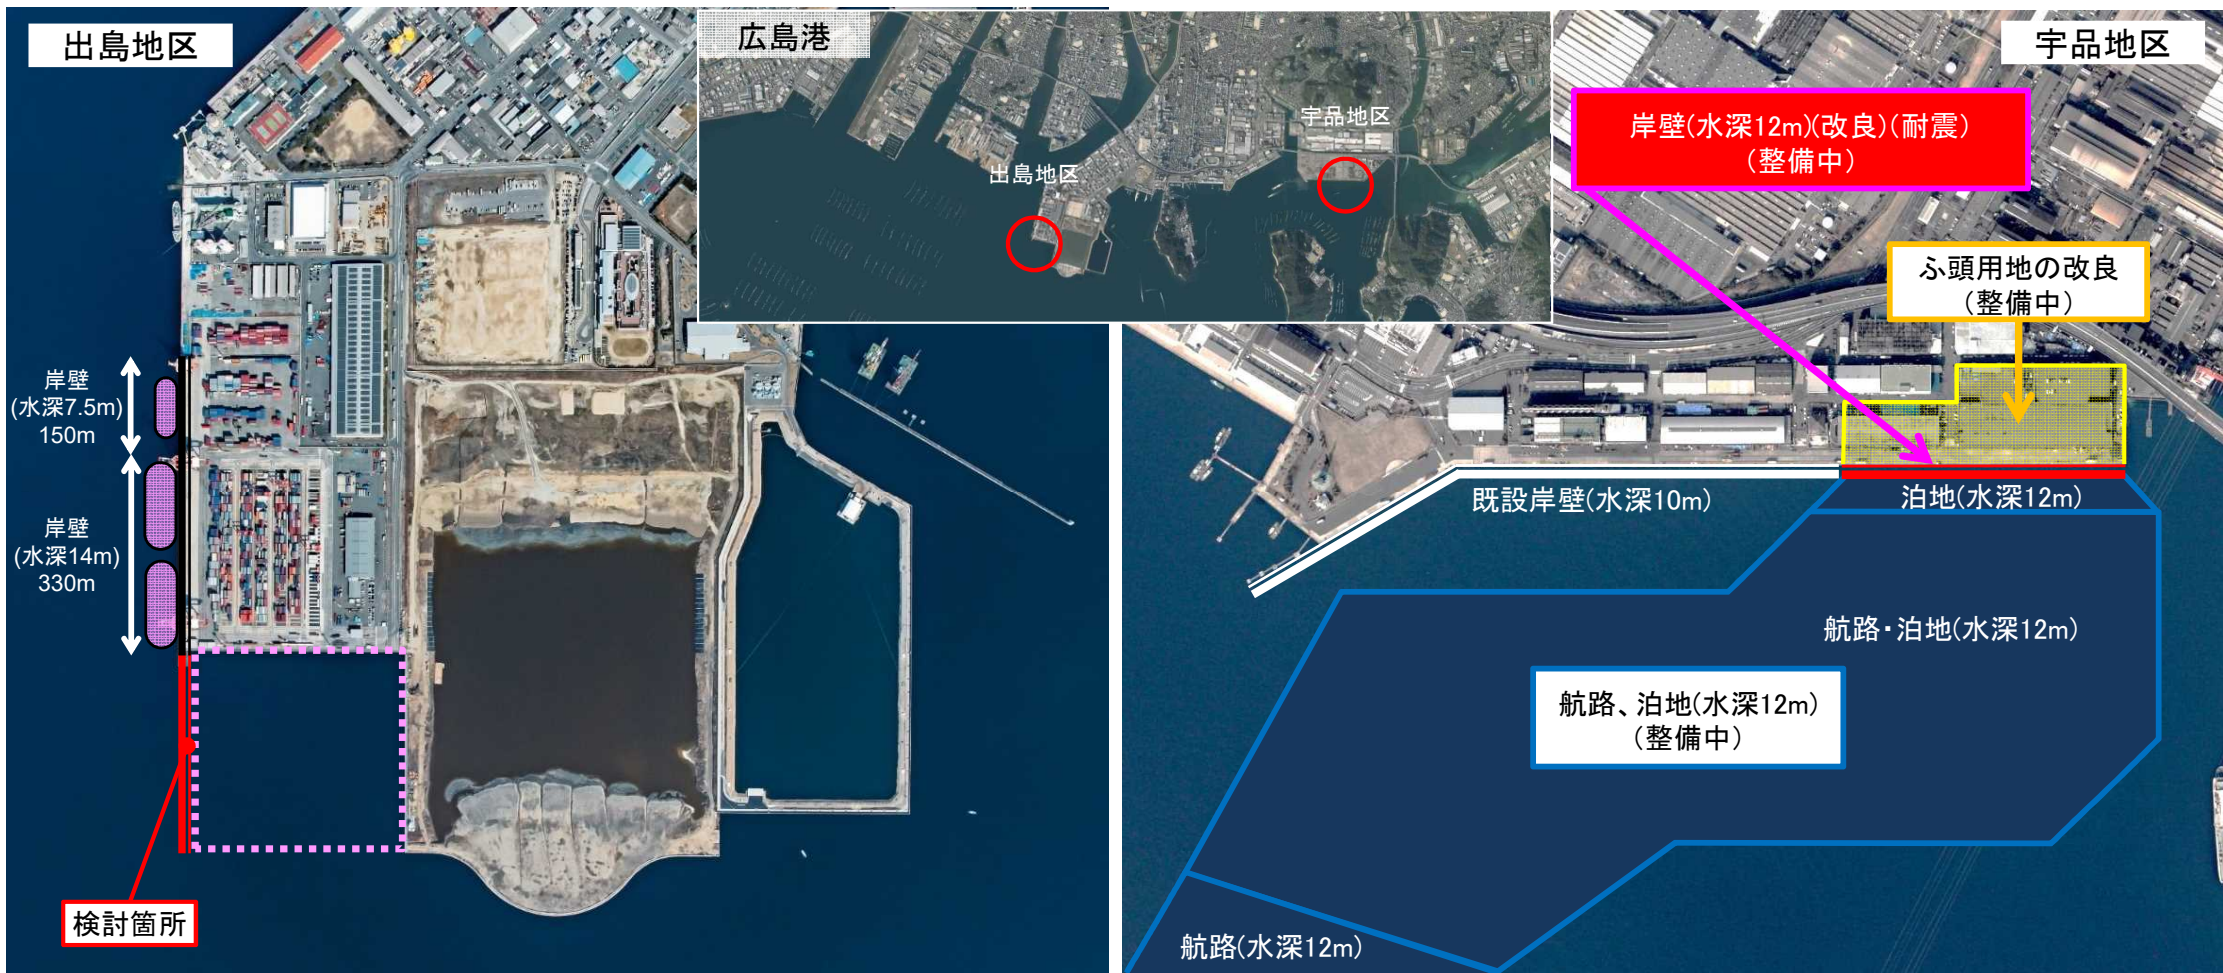 出島地区
広島港
宇品地区
出島地区
宇品地区
岸壁(水深12m)(改良)(耐震)
(整備中)
ふ頭用地の改良
(整備中)
岸壁
(水深7.5m)
150m
岸壁
(水深14m)
330m
既設岸壁(水深10m)
泊地(水深12m)
航路・泊地(水深12m)
航路、泊地(水深12m)
(整備中)
検討箇所
航路(水深12m)